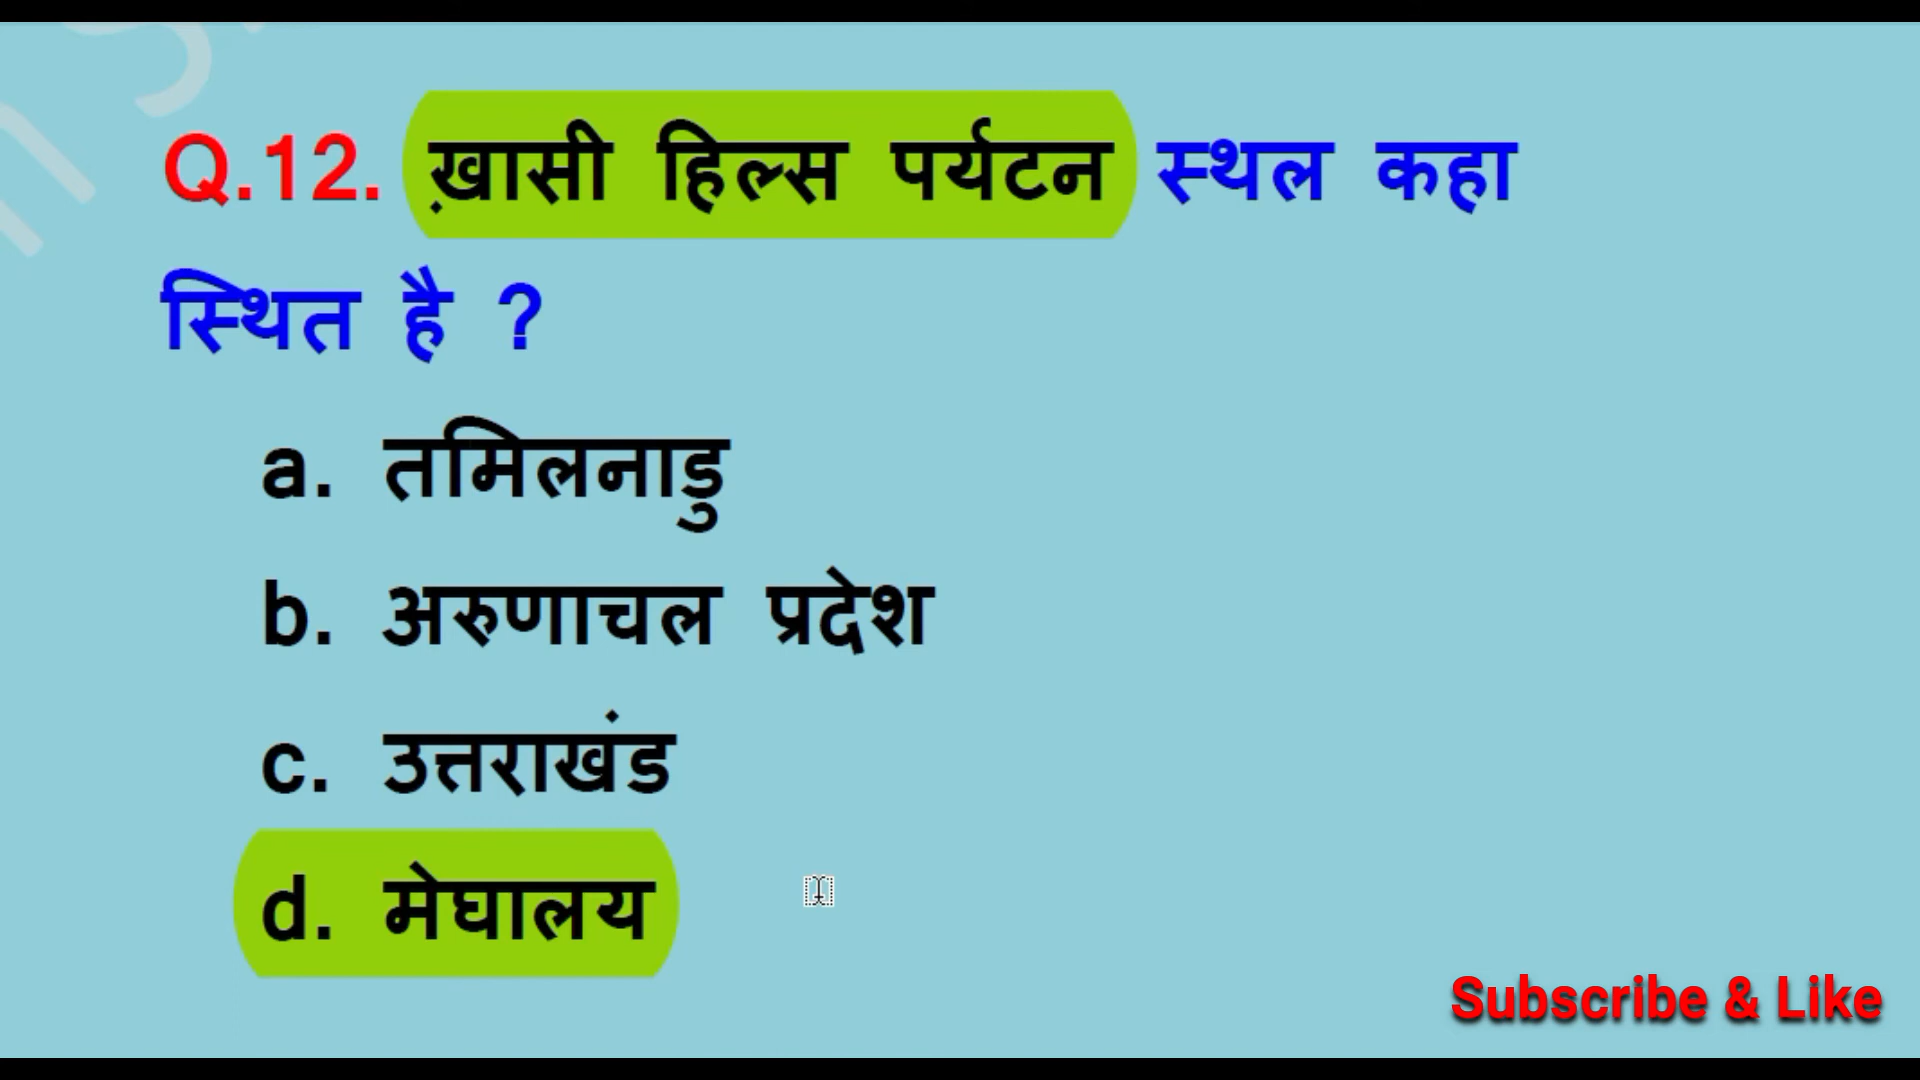 Q.12. ख़ासी हिल्स पर्यटन स्थल कहा
स्थित है ?
a. तमिलनाडु
b. अरुणाचल प्रदेश
c. उत्तराखंड
d. मेघालय
Subscribe & Like